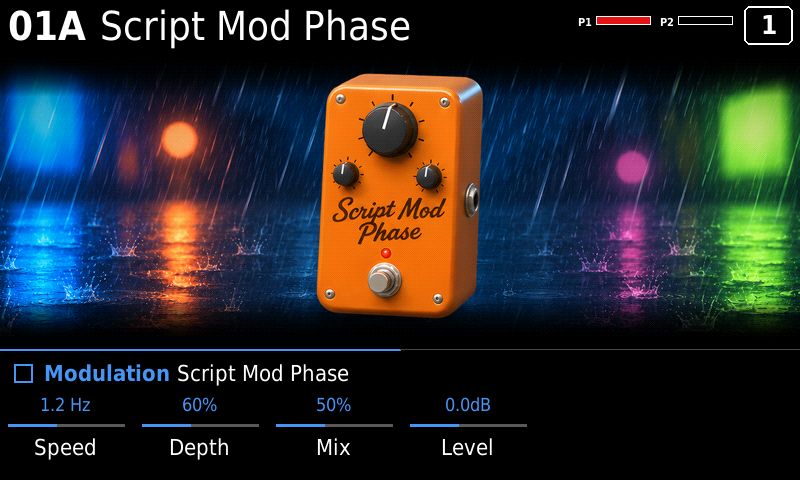 01A Script Mod Phase
P1 P2 1
Script Mod
Phase
Modulation Script Mod Phase
1.2 Hz 60% 50% 0.0dB
Speed Depth Mix Level